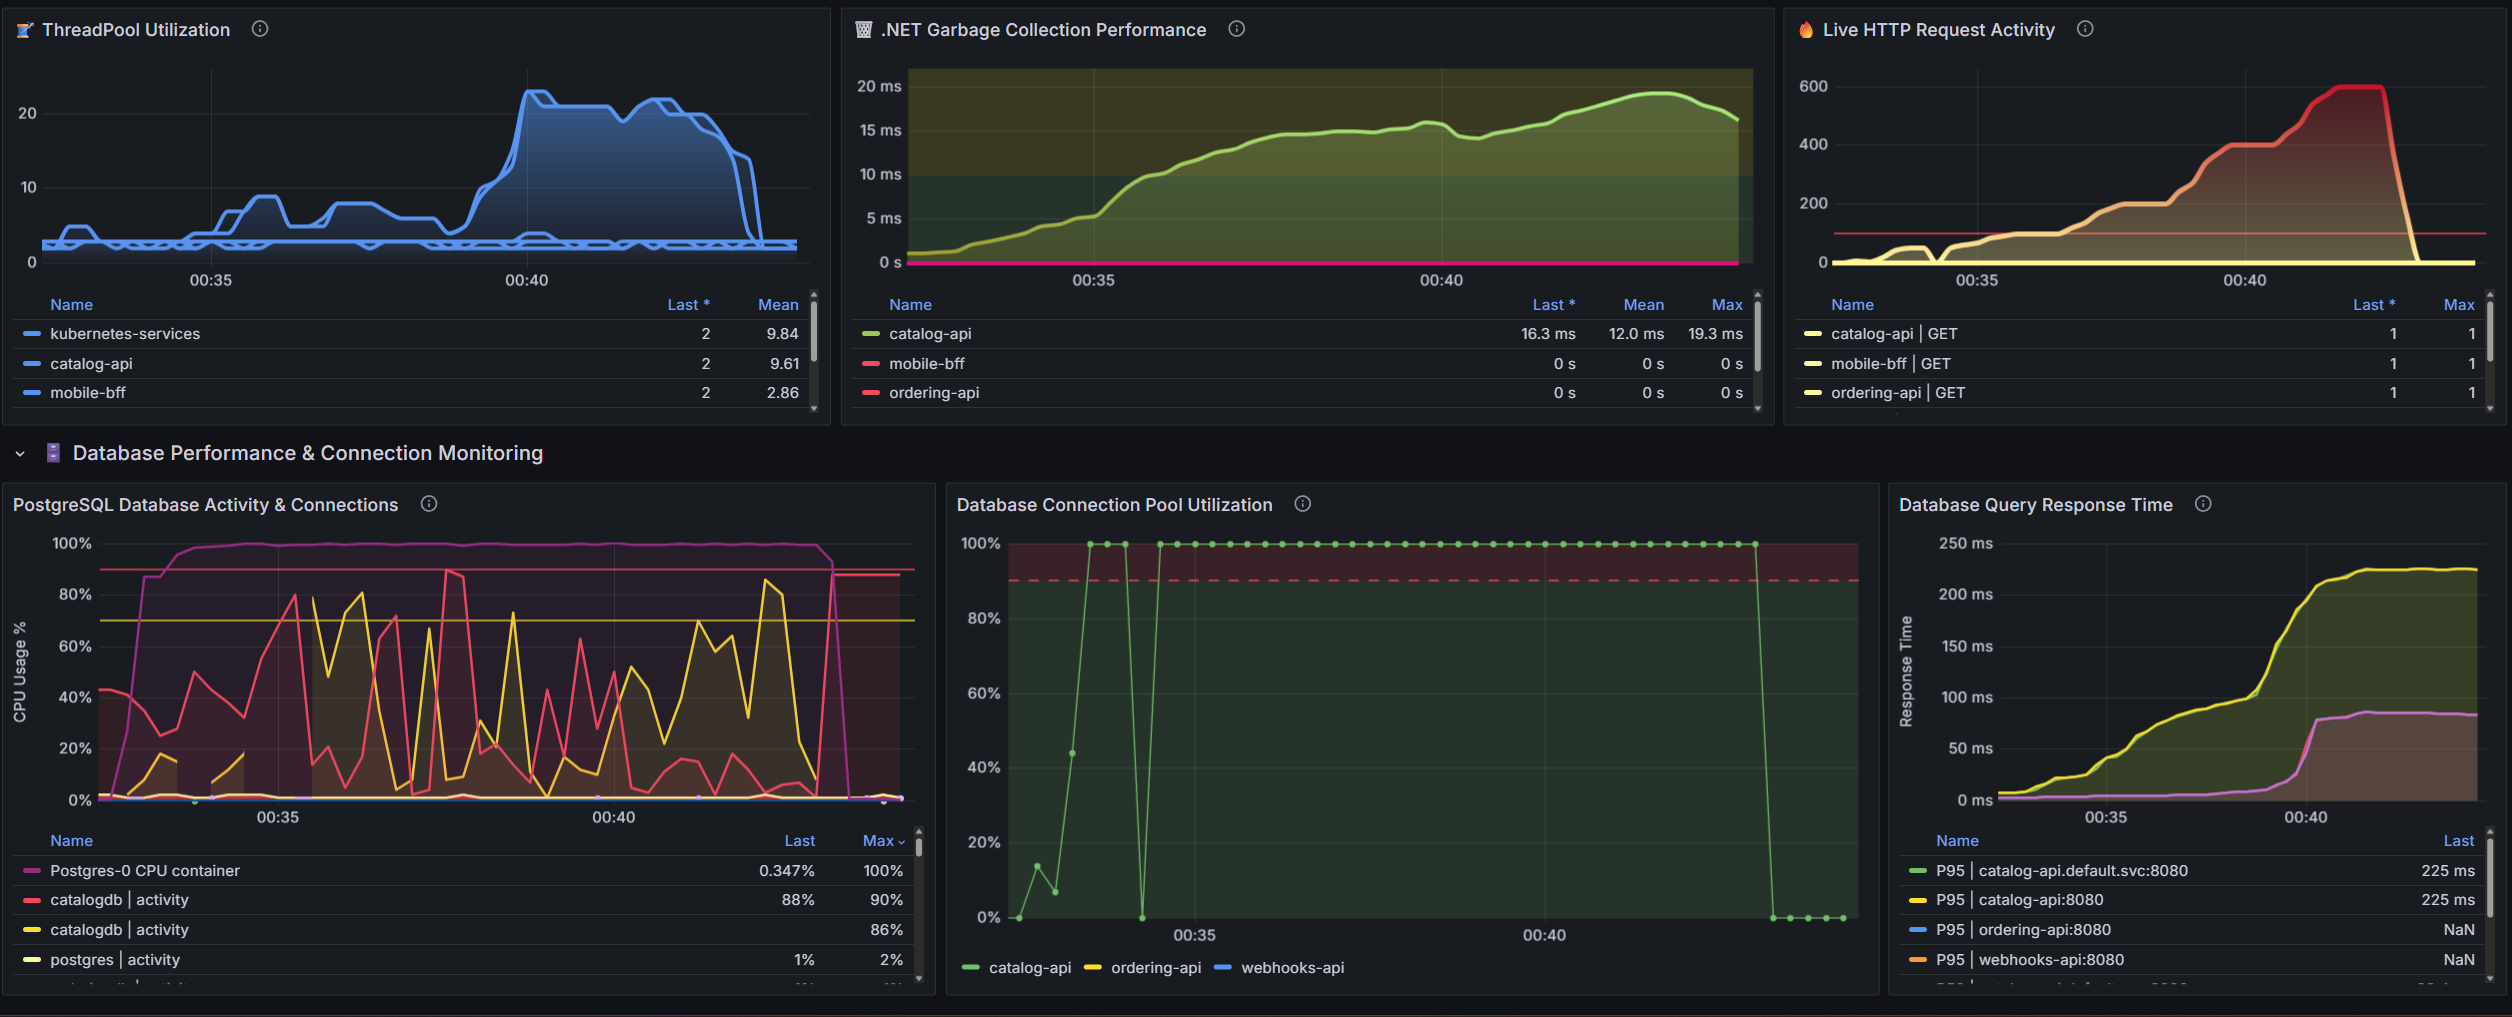 ThreadPool Utilization
20
10
0
00:35 00:40
Name Last * Mean
kubernetes-services 2 9.84
catalog-api 2 9.61
mobile-bff 2 2.86
.NET Garbage Collection Performance
20 ms
15 ms
10 ms
5 ms
0 s
00:35 00:40
Name Last * Mean Max
catalog-api 16.3 ms 12.0 ms 19.3 ms
mobile-bff 0 s 0 s 0 s
ordering-api 0 s 0 s 0 s
Live HTTP Request Activity
600
400
200
0
00:35 00:40
Name Last * Max
catalog-api | GET 1 1
mobile-bff | GET 1 1
ordering-api | GET 1 1
Database Performance & Connection Monitoring
PostgreSQL Database Activity & Connections
CPU Usage %
100%
80%
60%
40%
20%
0%
00:35 00:40
Name Last Max
Postgres-0 CPU container 0.347% 100%
catalogdb | activity 88% 90%
catalogdb | activity 86%
postgres | activity 1% 2%
Database Connection Pool Utilization
100%
80%
60%
40%
20%
0%
00:35 00:40
catalog-api ordering-api webhooks-api
Database Query Response Time
Response Time
250 ms
200 ms
150 ms
100 ms
50 ms
0 ms
00:35 00:40
Name Last
P95 | catalog-api.default.svc:8080 225 ms
P95 | catalog-api:8080 225 ms
P95 | ordering-api:8080 NaN
P95 | webhooks-api:8080 NaN